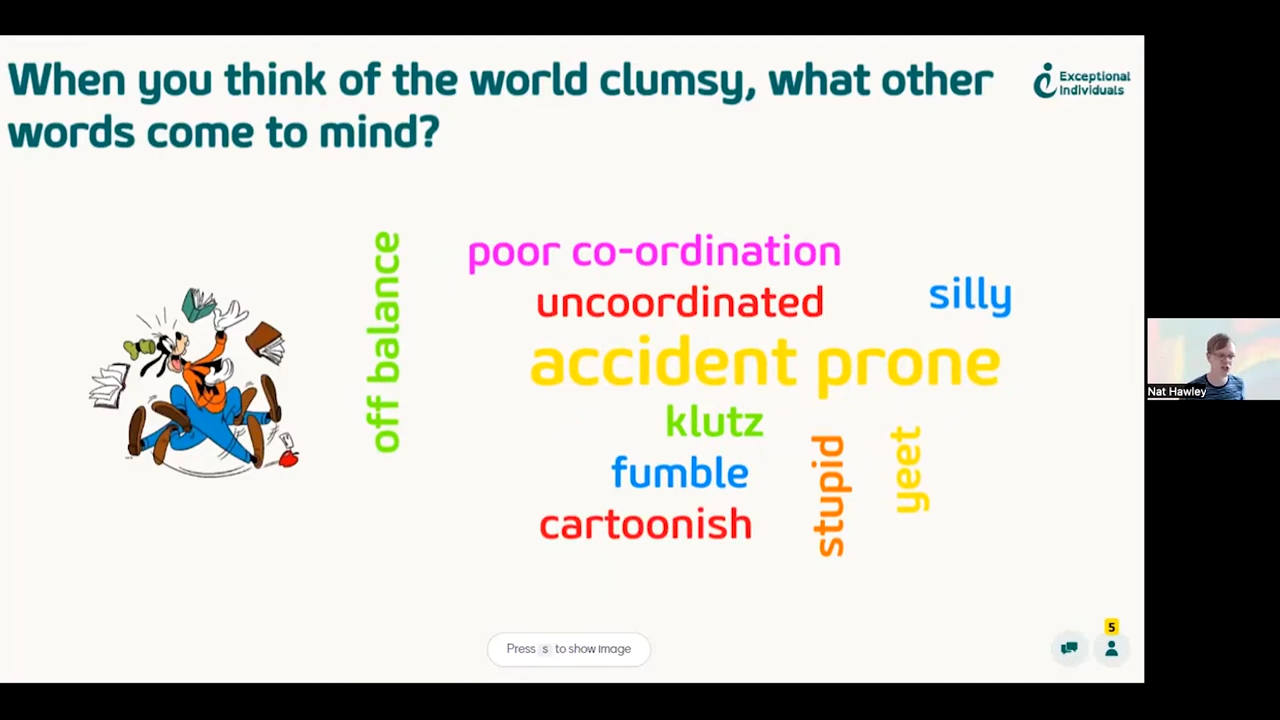 When you think of the world clumsy, what other
words come to mind?
Exceptional
Individuals
off balance
poor co-ordination
uncoordinated
silly
accident prone
klutz
fumble
stupid
yeet
cartoonish
Nat Hawley
Press s to show image
5